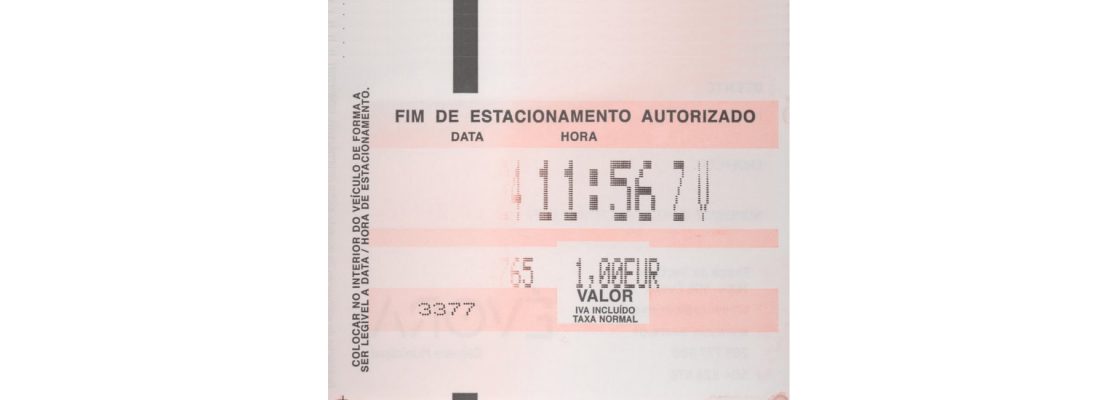 COLOCAR NO INTERIOR DO VEÍCULO DE FORMA A
SER LEGÍVEL A DATA / HORA DE ESTACIONAMENTO.
FIM DE ESTACIONAMENTO AUTORIZADO
DATA HORA
11:56
65 1,00EUR
VALOR
IVA INCLUÍDO
TAXA NORMAL
3377